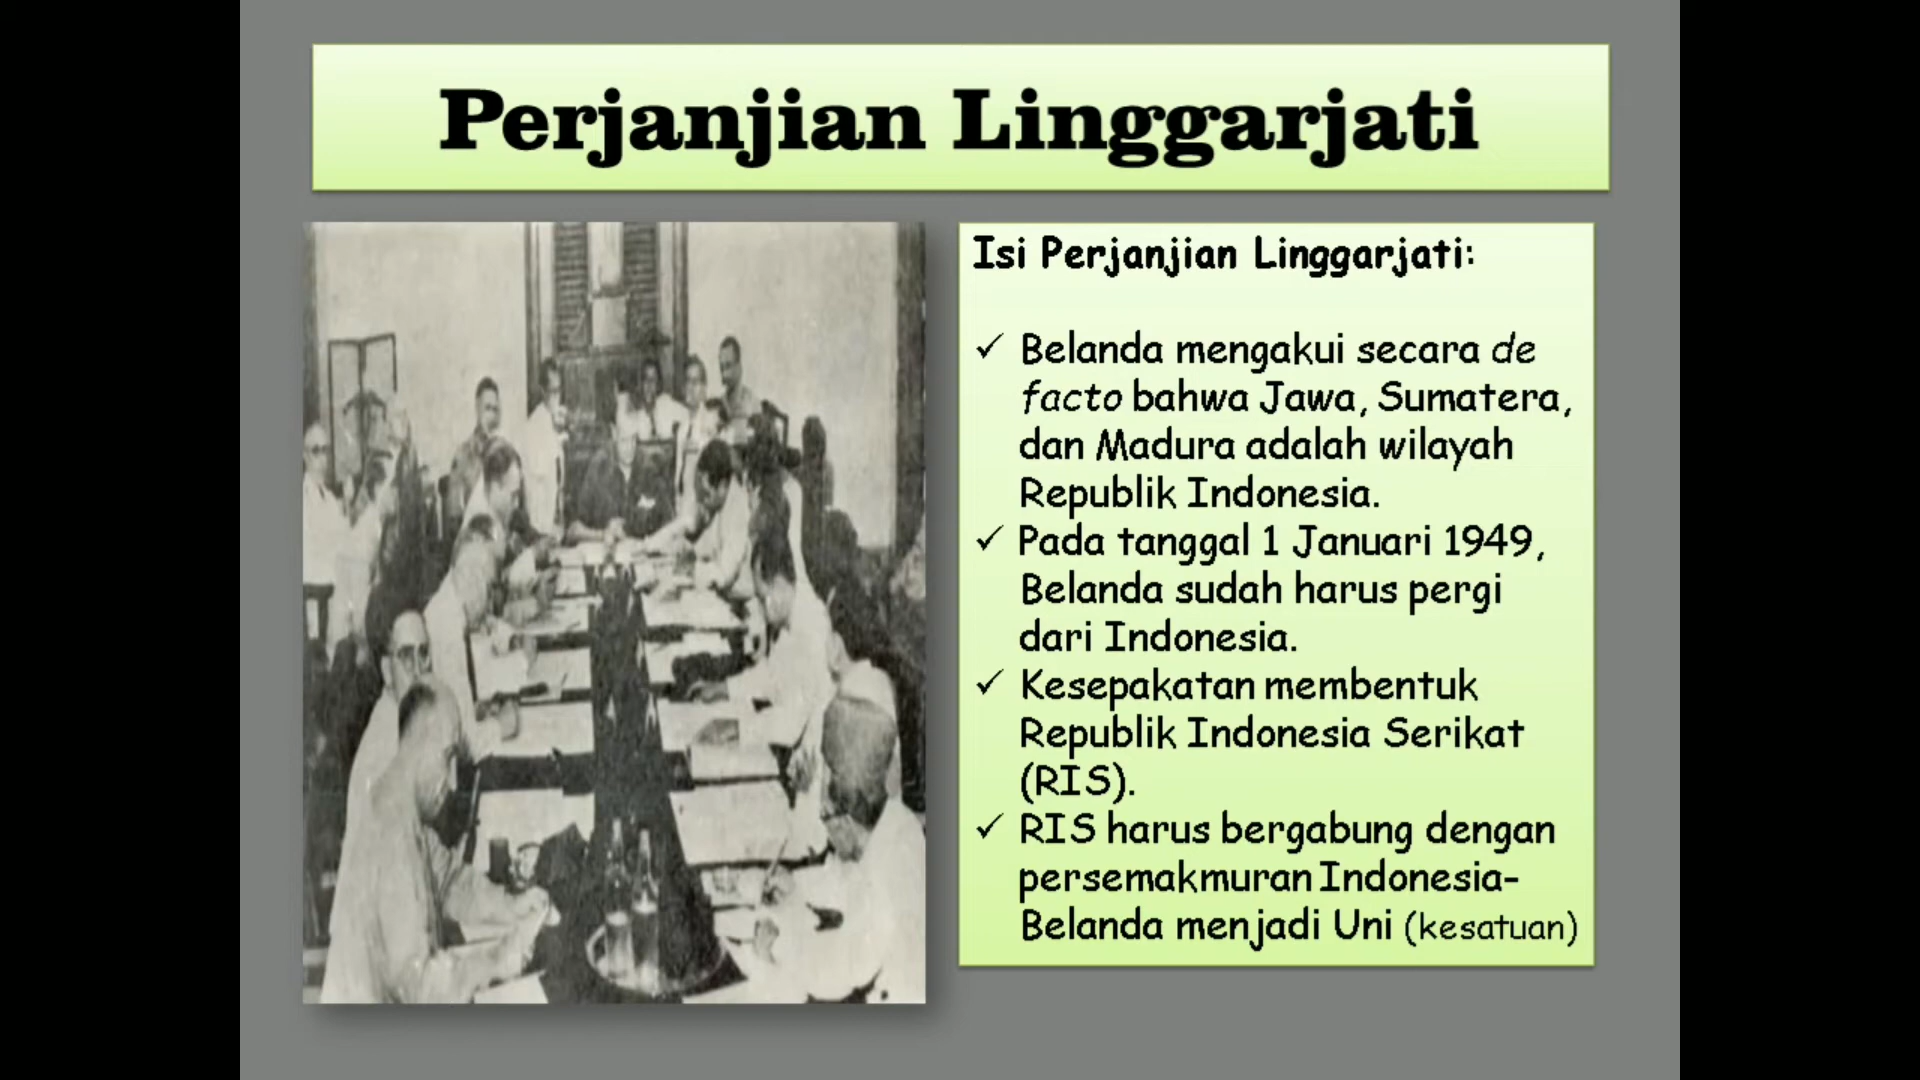 Perjanjian Linggarjati
Isi Perjanjian Linggarjati:
✓ Belanda mengakui secara de
facto bahwa Jawa, Sumatera,
dan Madura adalah wilayah
Republik Indonesia.
✓ Pada tanggal 1 Januari 1949,
Belanda sudah harus pergi
dari Indonesia.
✓ Kesepakatan membentuk
Republik Indonesia Serikat
(RIS).
✓ RIS harus bergabung dengan
persemakmuran Indonesia-
Belanda menjadi Uni (kesatuan)